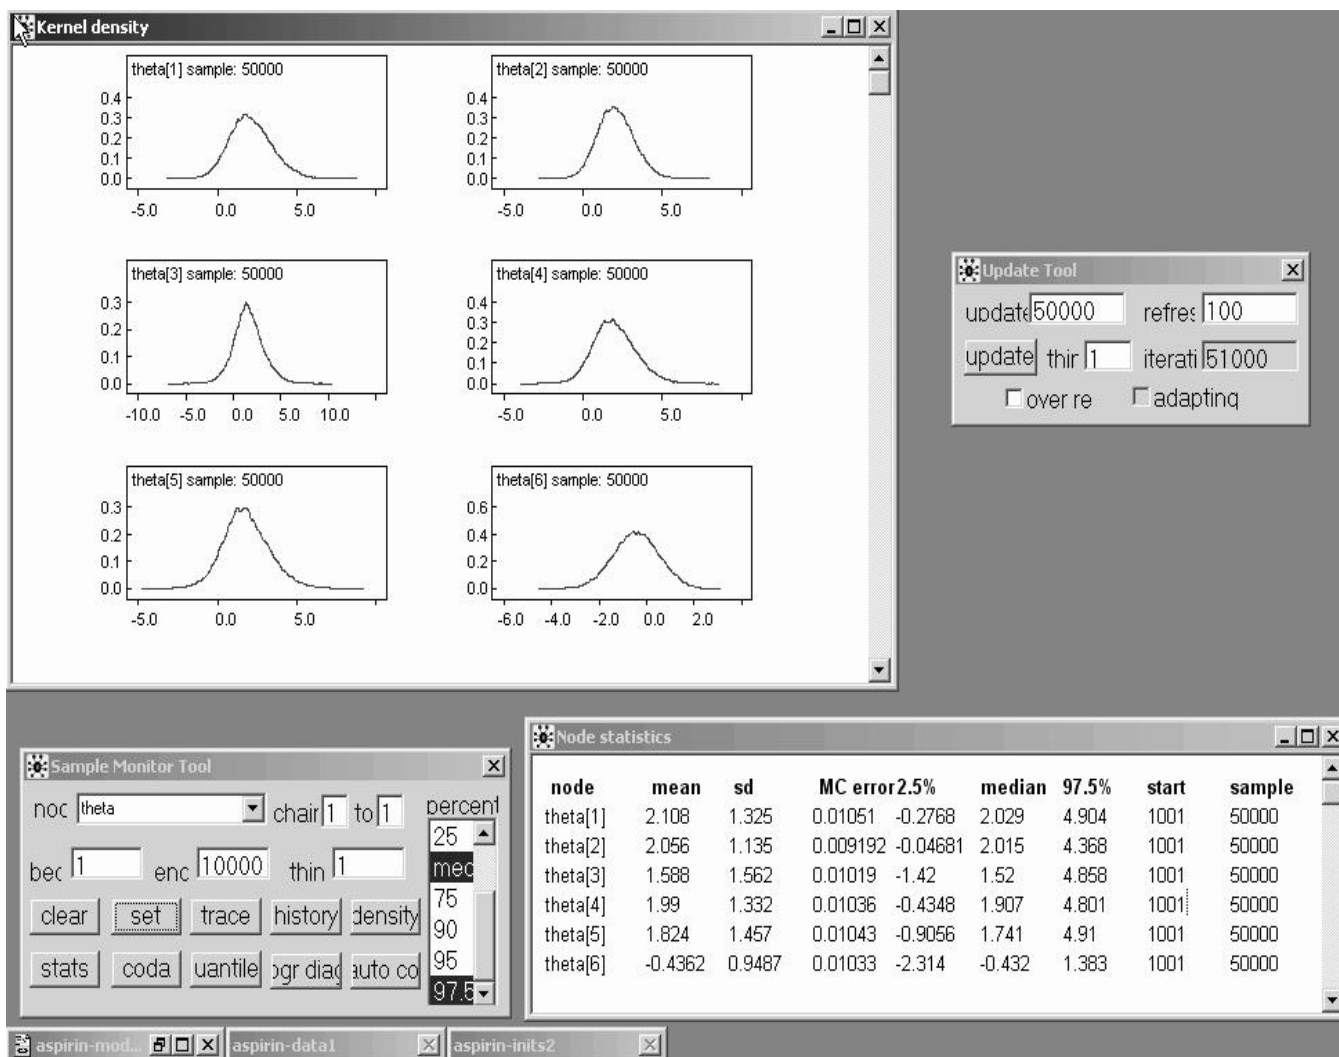 Kernel density
theta[1] sample: 50000
0.4
0.3
0.2
0.1
0.0
-5.0 0.0 5.0
theta[2] sample: 50000
0.4
0.3
0.2
0.1
0.0
-5.0 0.0 5.0
theta[3] sample: 50000
0.3
0.2
0.1
0.0
-10.0 -5.0 0.0 5.0 10.0
theta[4] sample: 50000
0.4
0.3
0.2
0.1
0.0
-5.0 0.0 5.0
theta[5] sample: 50000
0.3
0.2
0.1
0.0
-5.0 0.0 5.0
theta[6] sample: 50000
0.6
0.4
0.2
0.0
-6.0 -4.0 -2.0 0.0 2.0
Update Tool
update 50000 refres 100
update thir 1 iterati 51000
over re adapting
Sample Monitor Tool
noc theta chair 1 to 1 percent
bec 1 enc 10000 thin 1
25
mec
75
90
95
97.5
clear set trace history density
stats coda uantile ogr diag auto co
Node statistics
node mean sd MC error 2.5% median 97.5% start sample
theta[1] 2.108 1.325 0.01051 -0.2768 2.029 4.904 1001 50000
theta[2] 2.056 1.135 0.009192 -0.04681 2.015 4.368 1001 50000
theta[3] 1.588 1.562 0.01019 -1.42 1.52 4.858 1001 50000
theta[4] 1.99 1.332 0.01036 -0.4348 1.907 4.801 1001 50000
theta[5] 1.824 1.457 0.01043 -0.9056 1.741 4.91 1001 50000
theta[6] -0.4362 0.9487 0.01033 -2.314 -0.432 1.383 1001 50000
aspirin-mod... aspirin-data1 aspirin-inits2